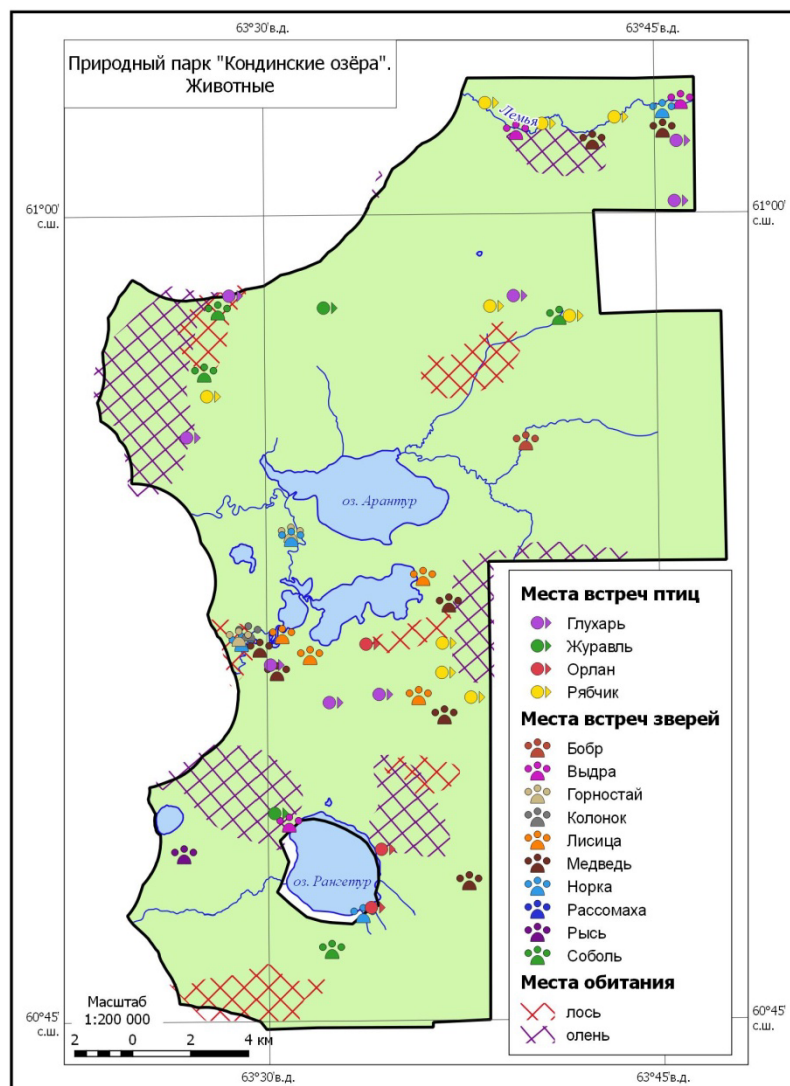 63°30' в.д.
63°45' в.д.
Природный парк "Кондинские озёра".
Животные
Лемья
61°00'
с.ш.
61°00'
с.ш.
оз. Арантур
Места встреч птиц
Глухарь
Журавль
Орлан
Рябчик
Места встреч зверей
Бобр
Выдра
Горностай
Колонок
Лисица
Медведь
Норка
Рассомаха
Рысь
Соболь
Места обитания
лось
олень
оз. Рангетур
Масштаб
1:200 000
2 0 2 4 км
60°45'
с.ш.
60°45'
с.ш.
63°30' в.д.
63°45' в.д.